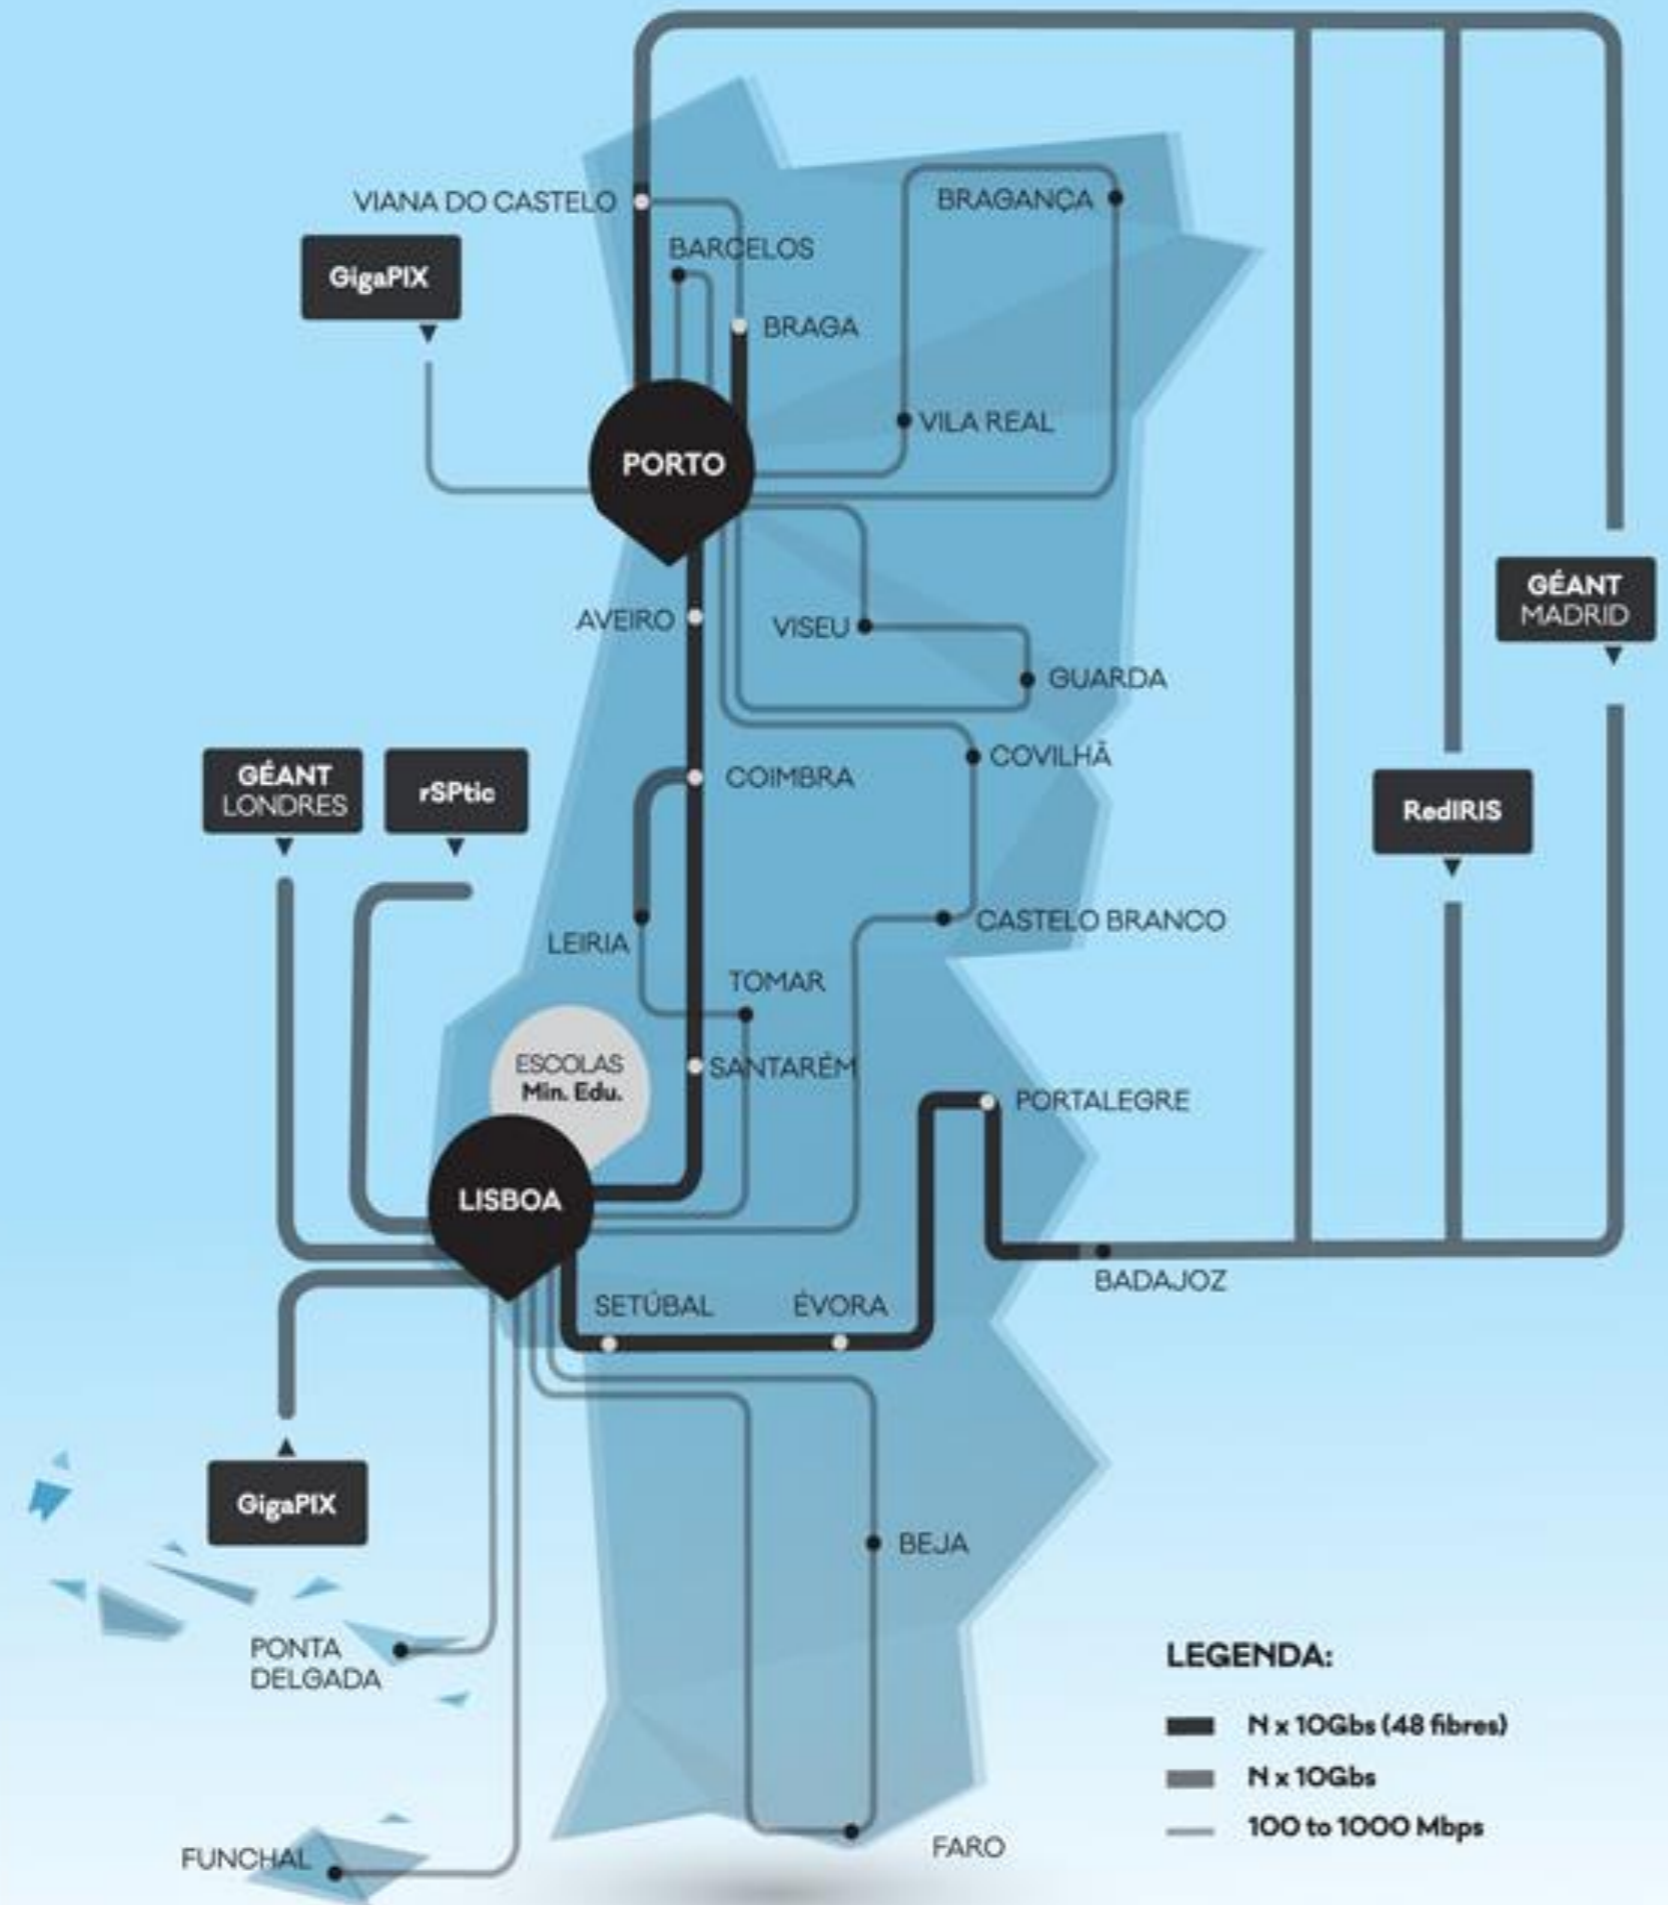 VIANA DO CASTELO
BRAGANÇA
BARCELOS
GigaPIX
BRAGA
VILA REAL
PORTO
GÉANT
MADRID
AVEIRO
VISEU
GUARDA
COVILHÃ
COIMBRA
GÉANT
LONDRES
rSPtic
RedIRIS
CASTELO BRANCO
LEIRIA
TOMAR
ESCOLAS
Min. Edu.
SANTARÉM
PORTALEGRE
LISBOA
BADAJOZ
SETÚBAL
ÉVORA
GigaPIX
BEJA
PONTA
DELGADA
FUNCHAL
FARO
LEGENDA:
N x 10Gbs (48 fibres)
N x 10Gbs
100 to 1000 Mbps